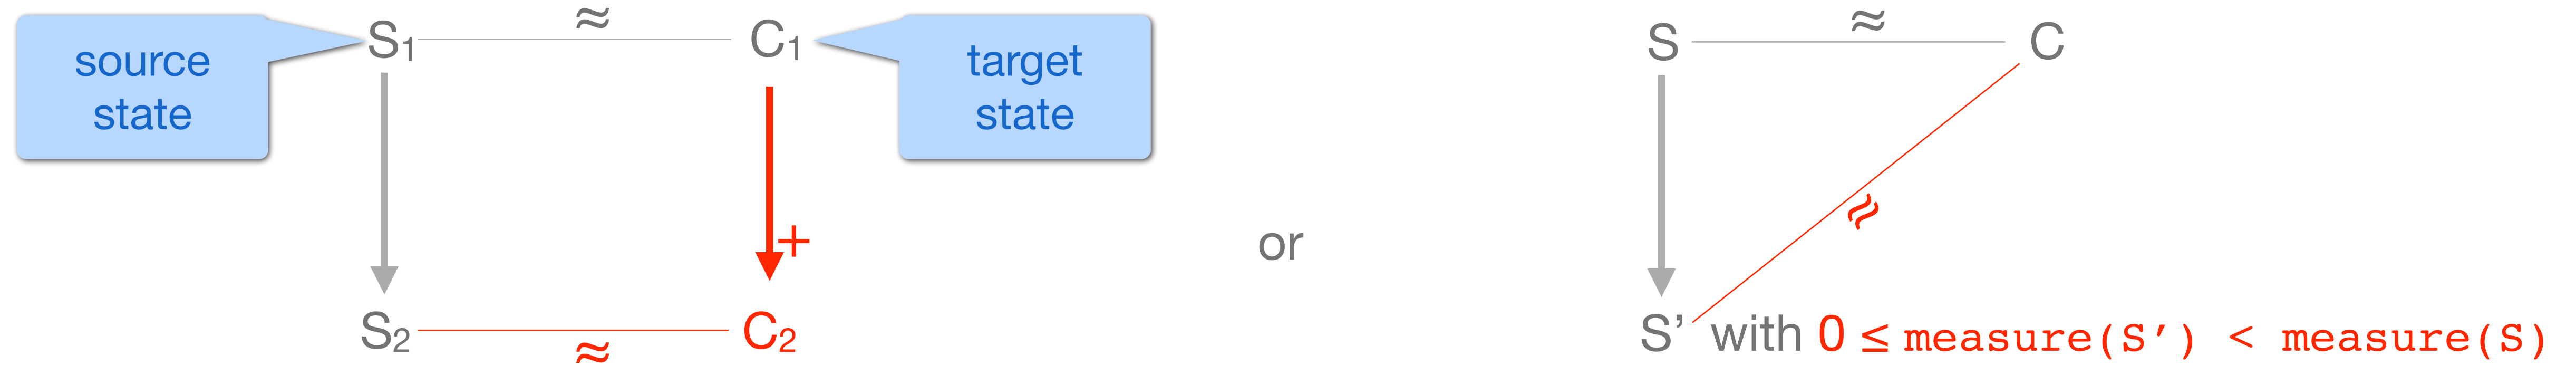 source
state
S₁ ≈ C₁
target
state
+
S₂ ≈ C₂
or
S ≈ C
≈
S’ with 0 ≤ measure(S’) < measure(S)